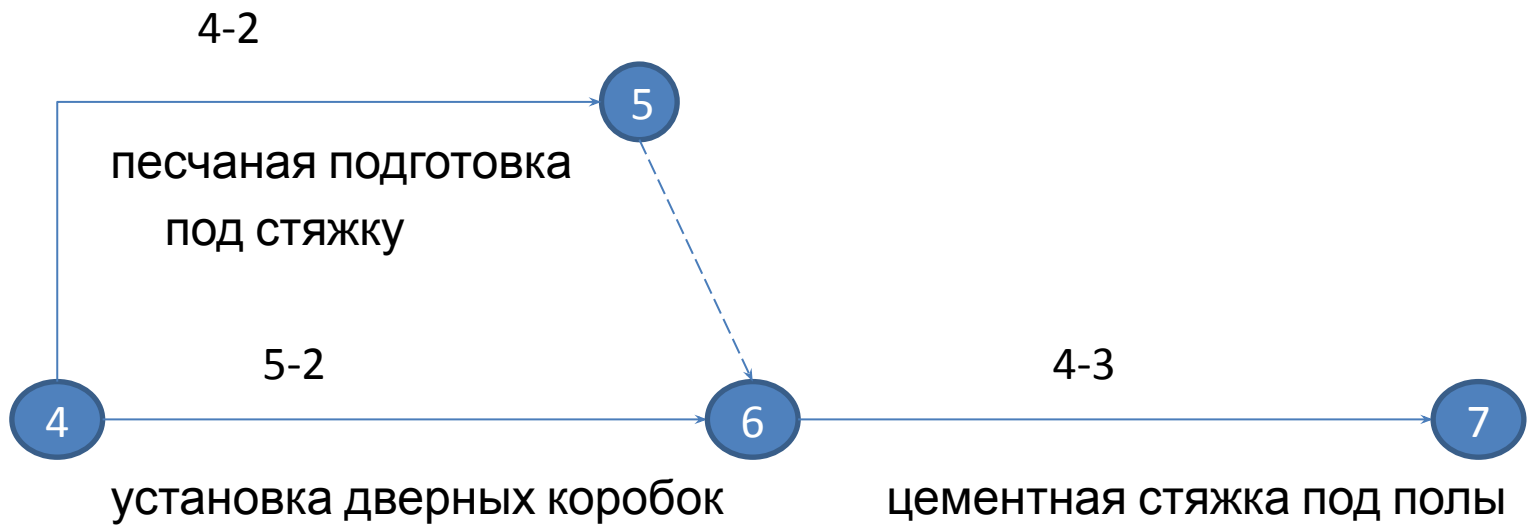 4-2
5
песчаная подготовка
под стяжку
5-2
4-3
4
6
7
установка дверных коробок
цементная стяжка под полы